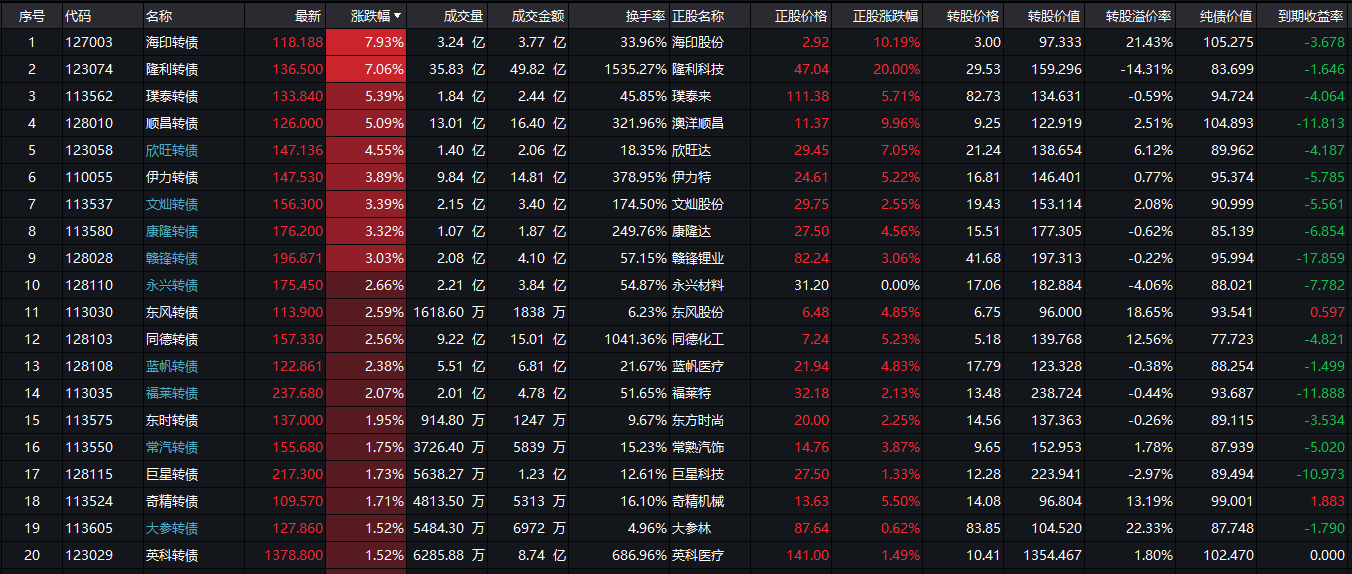 序号 代码 名称 最新 涨跌幅▼ 成交量 成交金额 换手率 正股名称 正股价格 正股涨跌幅 转股价格 转股价值 转股溢价率 纯债价值 到期收益率
1 127003 海印转债 118.188 7.93% 3.24 亿 3.77 亿 33.96% 海印股份 2.92 10.19% 3.00 97.333 21.43% 105.275 -3.678
2 123074 隆利转债 136.500 7.06% 35.83 亿 49.82 亿 1535.27% 隆利科技 47.04 20.00% 29.53 159.296 -14.31% 83.699 -1.646
3 113562 璞泰转债 133.840 5.39% 1.84 亿 2.44 亿 45.85% 璞泰来 111.38 5.71% 82.73 134.631 -0.59% 94.724 -4.064
4 128010 顺昌转债 126.000 5.09% 13.01 亿 16.40 亿 321.96% 澳洋顺昌 11.37 9.96% 9.25 122.919 2.51% 104.893 -11.813
5 123058 欣旺转债 147.136 4.55% 1.40 亿 2.06 亿 18.35% 欣旺达 29.45 7.05% 21.24 138.654 6.12% 89.962 -4.187
6 110055 伊力转债 147.530 3.89% 9.84 亿 14.81 亿 378.95% 伊力特 24.61 5.22% 16.81 146.401 0.77% 95.374 -5.785
7 113537 文灿转债 156.300 3.39% 2.15 亿 3.40 亿 174.50% 文灿股份 29.75 2.55% 19.43 153.114 2.08% 90.999 -5.561
8 113580 康隆转债 176.200 3.32% 1.07 亿 1.87 亿 249.76% 康隆达 27.50 4.56% 15.51 177.305 -0.62% 85.139 -6.854
9 128028 赣锋转债 196.871 3.03% 2.08 亿 4.10 亿 57.15% 赣锋锂业 82.24 3.06% 41.68 197.313 -0.22% 95.994 -17.859
10 128110 永兴转债 175.450 2.66% 2.21 亿 3.84 亿 54.87% 永兴材料 31.20 0.00% 17.06 182.884 -4.06% 88.021 -7.782
11 113030 东风转债 113.900 2.59% 1618.60 万 1838 万 6.23% 东风股份 6.48 4.85% 6.75 96.000 18.65% 93.541 0.597
12 128103 同德转债 157.330 2.56% 9.22 亿 15.01 亿 1041.36% 同德化工 7.24 5.23% 5.18 139.768 12.56% 77.723 -4.821
13 128108 蓝帆转债 122.861 2.38% 5.51 亿 6.81 亿 21.67% 蓝帆医疗 21.94 4.83% 17.79 123.328 -0.38% 88.254 -1.499
14 113035 福莱转债 237.680 2.07% 2.01 亿 4.78 亿 51.65% 福莱特 32.18 2.13% 13.48 238.724 -0.44% 93.687 -11.888
15 113575 东时转债 137.000 1.95% 914.80 万 1247 万 9.67% 东方时尚 20.00 2.25% 14.56 137.363 -0.26% 89.115 -3.534
16 113550 常汽转债 155.680 1.75% 3726.40 万 5839 万 15.23% 常熟汽饰 14.76 3.87% 9.65 152.953 1.78% 87.939 -5.020
17 128115 巨星转债 217.300 1.73% 5638.27 万 1.23 亿 12.61% 巨星科技 27.50 1.33% 12.28 223.941 -2.97% 89.494 -10.973
18 113524 奇精转债 109.570 1.71% 4813.50 万 5313 万 16.10% 奇精机械 13.63 5.50% 14.08 96.804 13.19% 99.001 1.883
19 113605 大参转债 127.860 1.52% 5484.30 万 6972 万 4.96% 大参林 87.64 0.62% 83.85 104.520 22.33% 87.748 -1.790
20 123029 英科转债 1378.800 1.52% 6285.88 万 8.74 亿 686.96% 英科医疗 141.00 1.49% 10.41 1354.467 1.80% 102.470 0.000